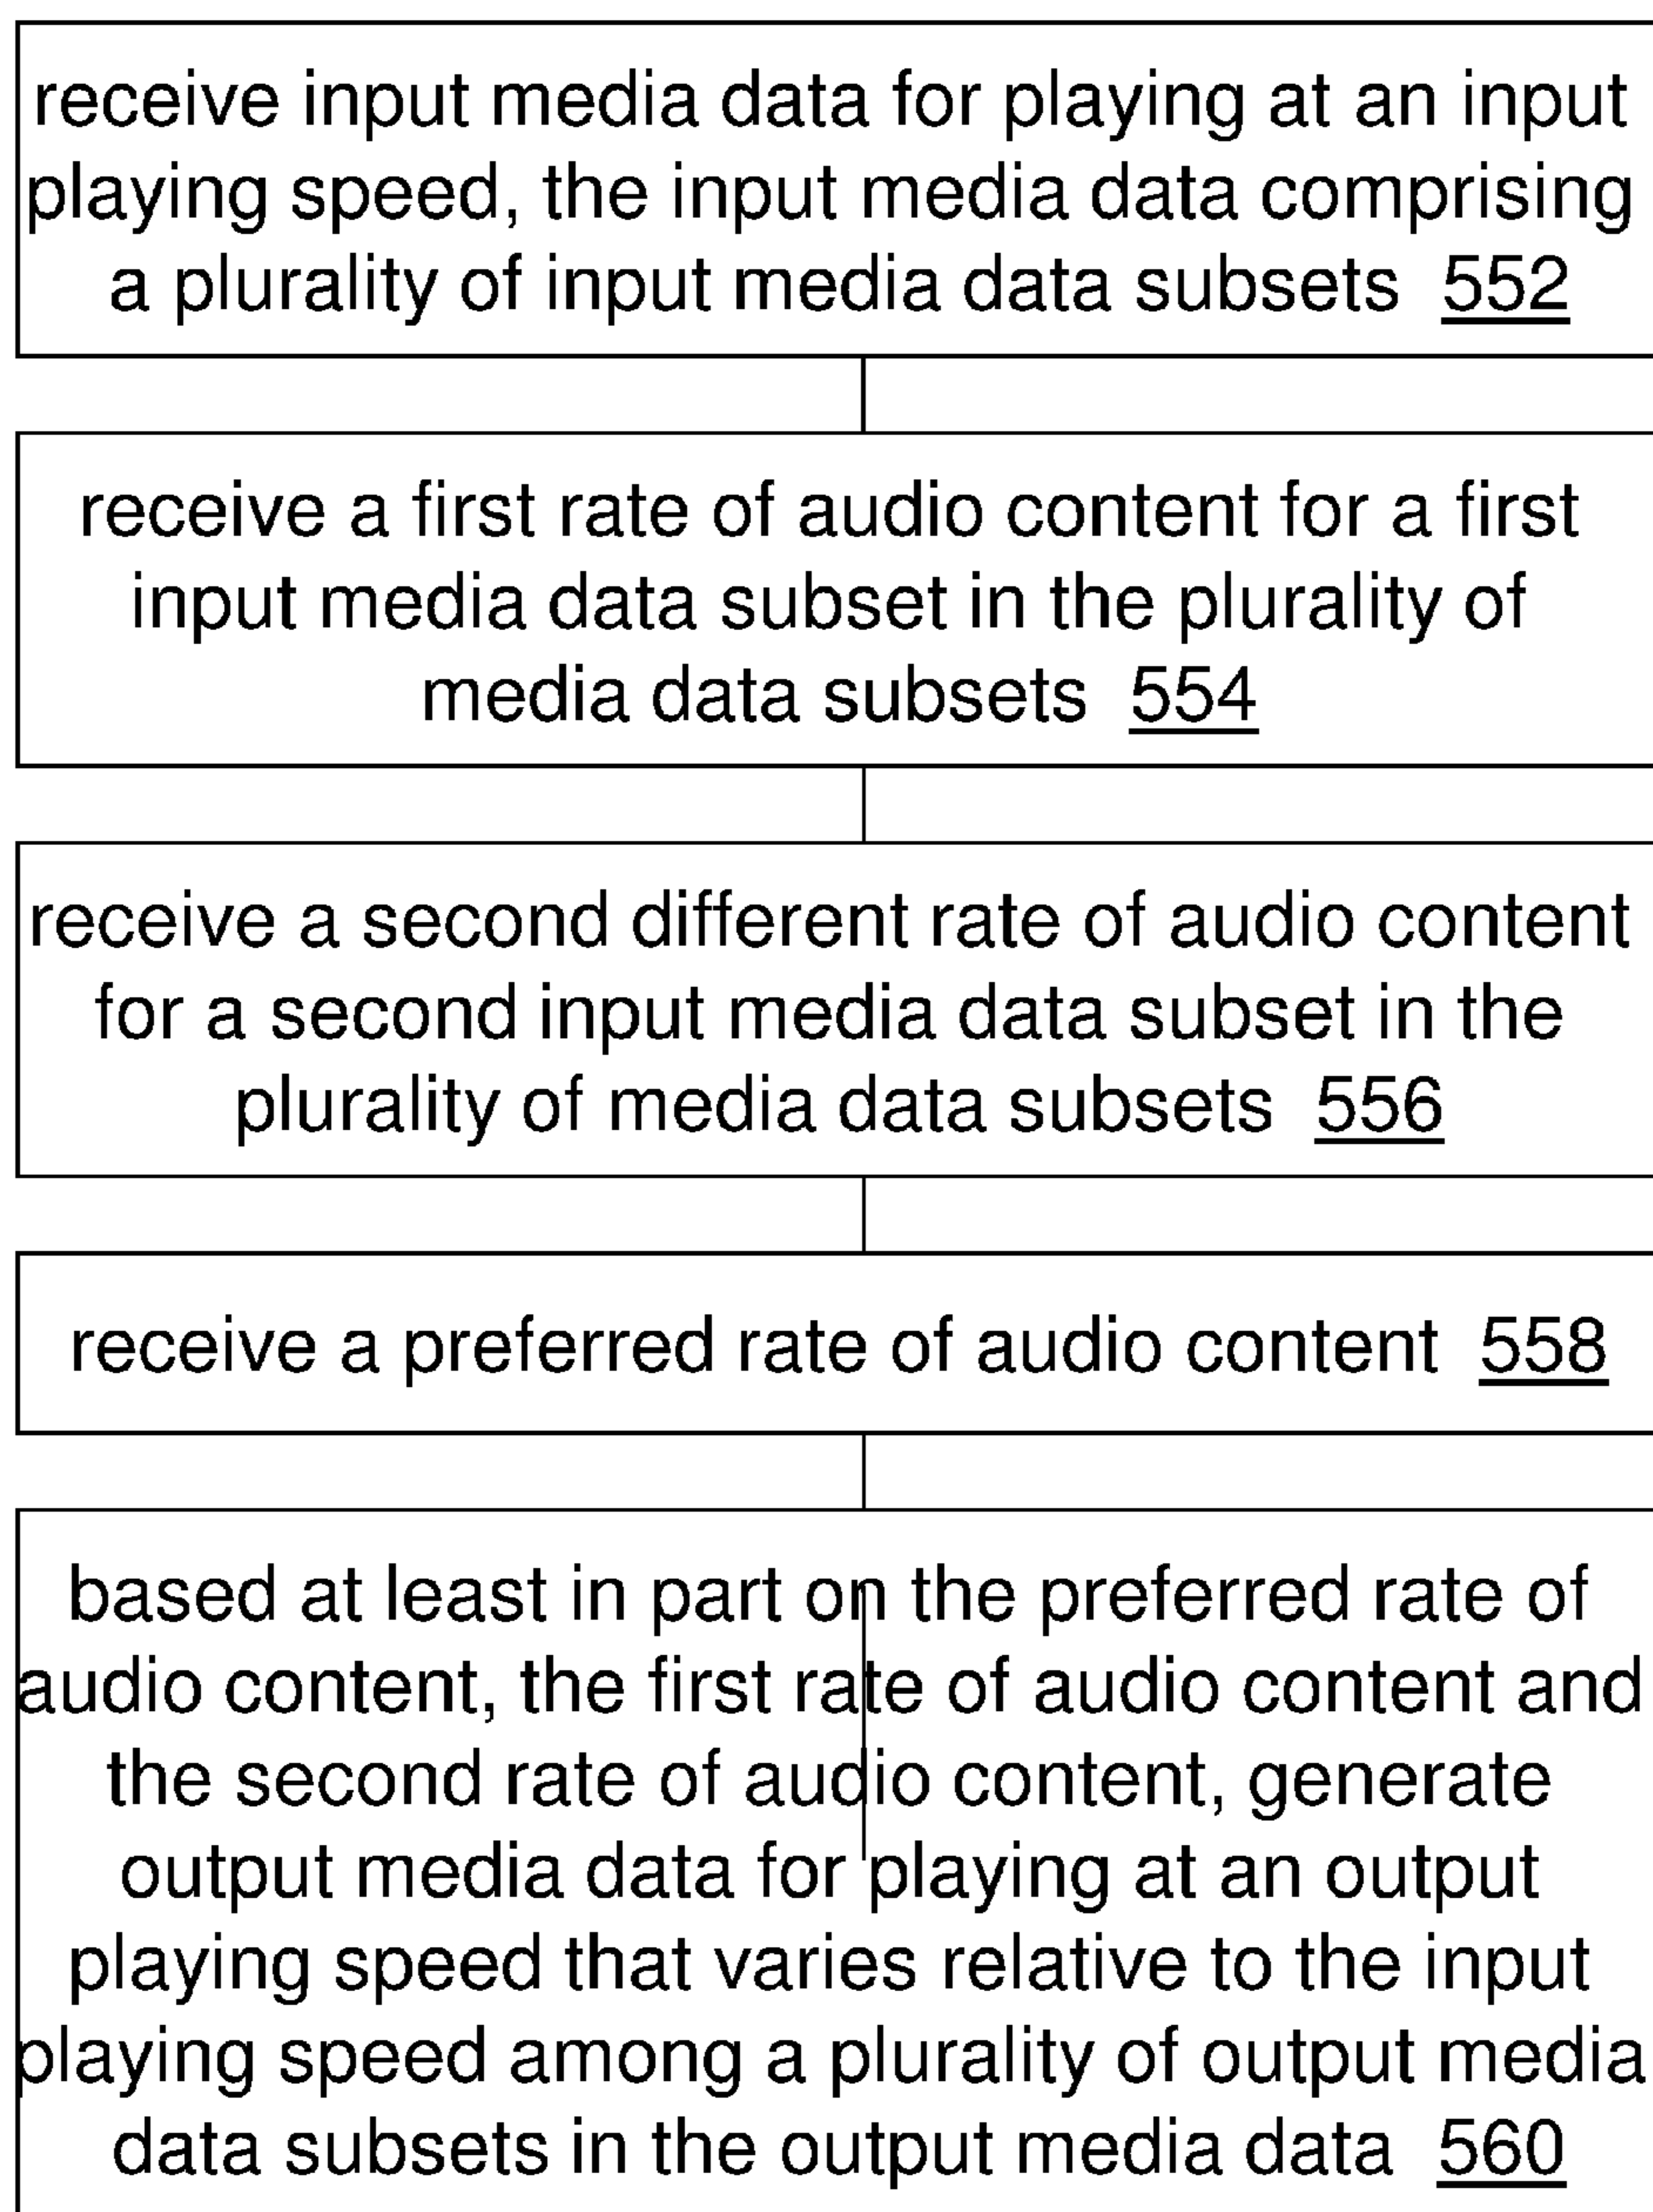 receive input media data for playing at an input
playing speed, the input media data comprising
a plurality of input media data subsets 552
receive a first rate of audio content for a first
input media data subset in the plurality of
media data subsets 554
receive a second different rate of audio content
for a second input media data subset in the
plurality of media data subsets 556
receive a preferred rate of audio content 558
based at least in part on the preferred rate of
audio content, the first rate of audio content and
the second rate of audio content, generate
output media data for playing at an output
playing speed that varies relative to the input
playing speed among a plurality of output media
data subsets in the output media data 560